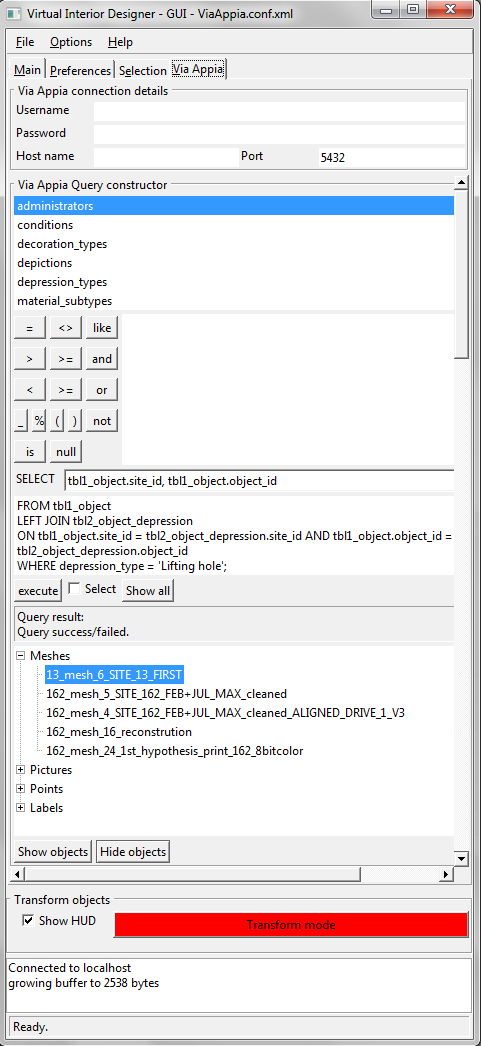 Virtual Interior Designer - GUI - ViaAppia.conf.xml
File Options Help
Main Preferences Selection Via Appia
Via Appia connection details
Username
Password
Host name Port 5432
Via Appia Query constructor
administrators
conditions
decoration_types
depictions
depression_types
material_subtypes
= <> like
> >= and
< >= or
_ % ( ) not
is null
SELECT tbl1_object.site_id, tbl1_object.object_id
FROM tbl1_object
LEFT JOIN tbl2_object_depression
ON tbl1_object.site_id = tbl2_object_depression.site_id AND tbl1_object.object_id =
tbl2_object_depression.object_id
WHERE depression_type = 'Lifting hole';
execute Select Show all
Query result:
Query success/failed.
Meshes
13_mesh_6_SITE_13_FIRST
162_mesh_5_SITE_162_FEB+JUL_MAX_cleaned
162_mesh_4_SITE_162_FEB+JUL_MAX_cleaned_ALIGNED_DRIVE_1_V3
162_mesh_16_reconstrution
162_mesh_24_1st_hypothesis_print_162_8bitcolor
Pictures
Points
Labels
Show objects Hide objects
Transform objects
Show HUD Transform mode
Connected to localhost
growing buffer to 2538 bytes
Ready.